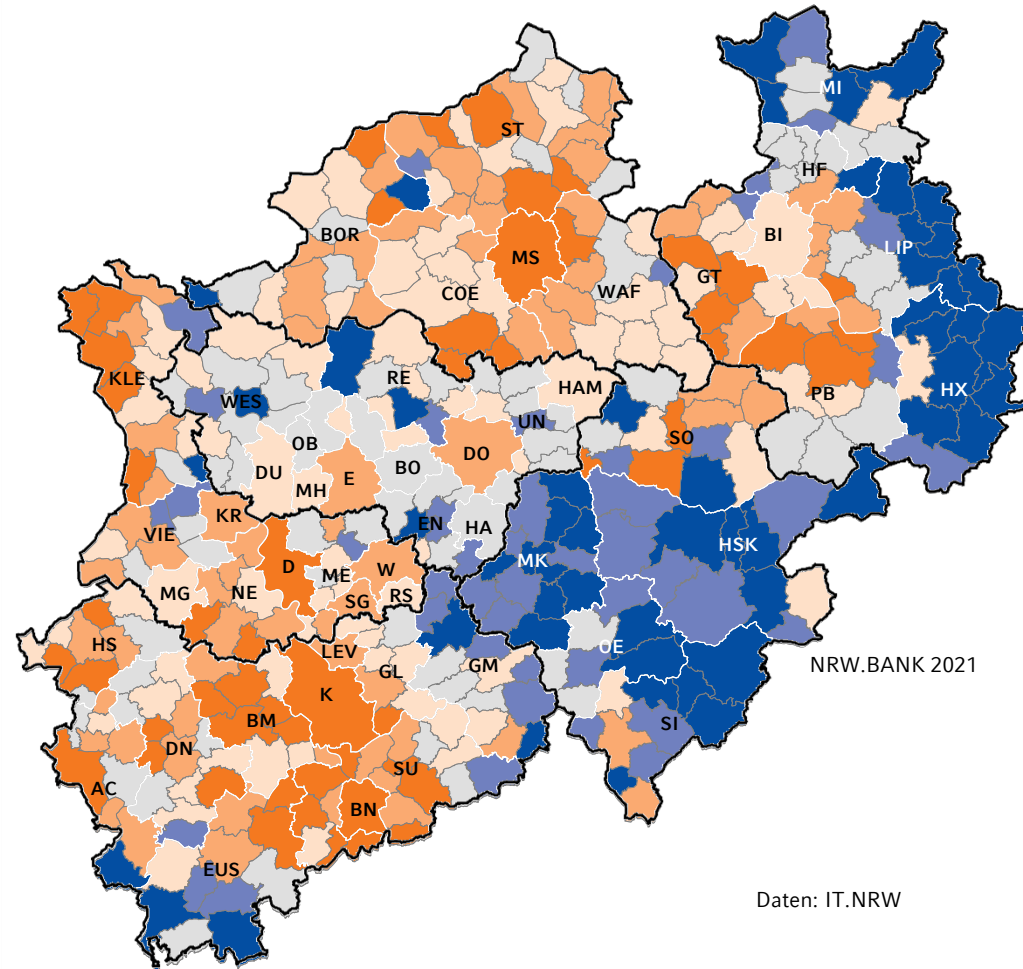 MI
ST
HF
BOR
BI
LIP
MS
GT
COE
WAF
KLE
RE
HAM
PB
HX
WES
UN
SO
OB
DO
BO
DU
E
MH
KR
EN
HA
VIE
HSK
MK
D
ME
W
MG
NE
SG
RS
HS
OE
LEV
GL
GM
NRW.BANK 2021
K
BM
SI
DN
SU
AC
BN
EUS
Daten: IT.NRW